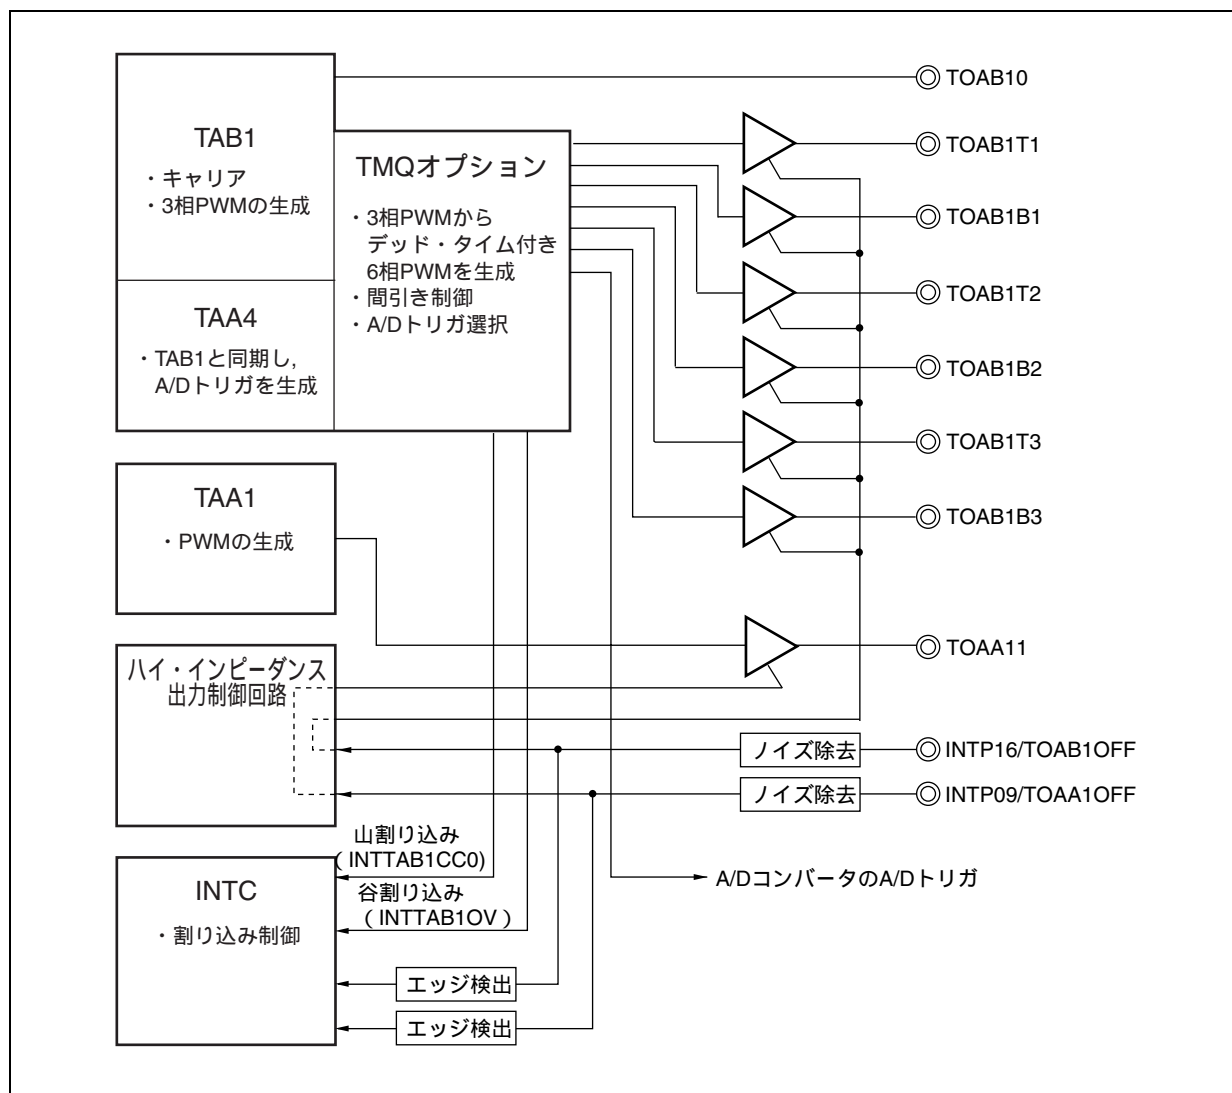 TAB1
・キャリア
・3相PWMの生成
TMQオプション
・3相PWMから
デッド・タイム付き
6相PWMを生成
・間引き制御
・A/Dトリガ選択
TAA4
・TAB1と同期し,
A/Dトリガを生成
TAA1
・PWMの生成
ハイ・インピーダンス
出力制御回路
INTC
・割り込み制御
山割り込み
(INTTAB1CC0)
谷割り込み
(INTTAB1OV)
エッジ検出
エッジ検出
ノイズ除去
ノイズ除去
A/DコンバータのA/Dトリガ
TOAB10
TOAB1T1
TOAB1B1
TOAB1T2
TOAB1B2
TOAB1T3
TOAB1B3
TOAA11
INTP16/TOAB1OFF
INTP09/TOAA1OFF